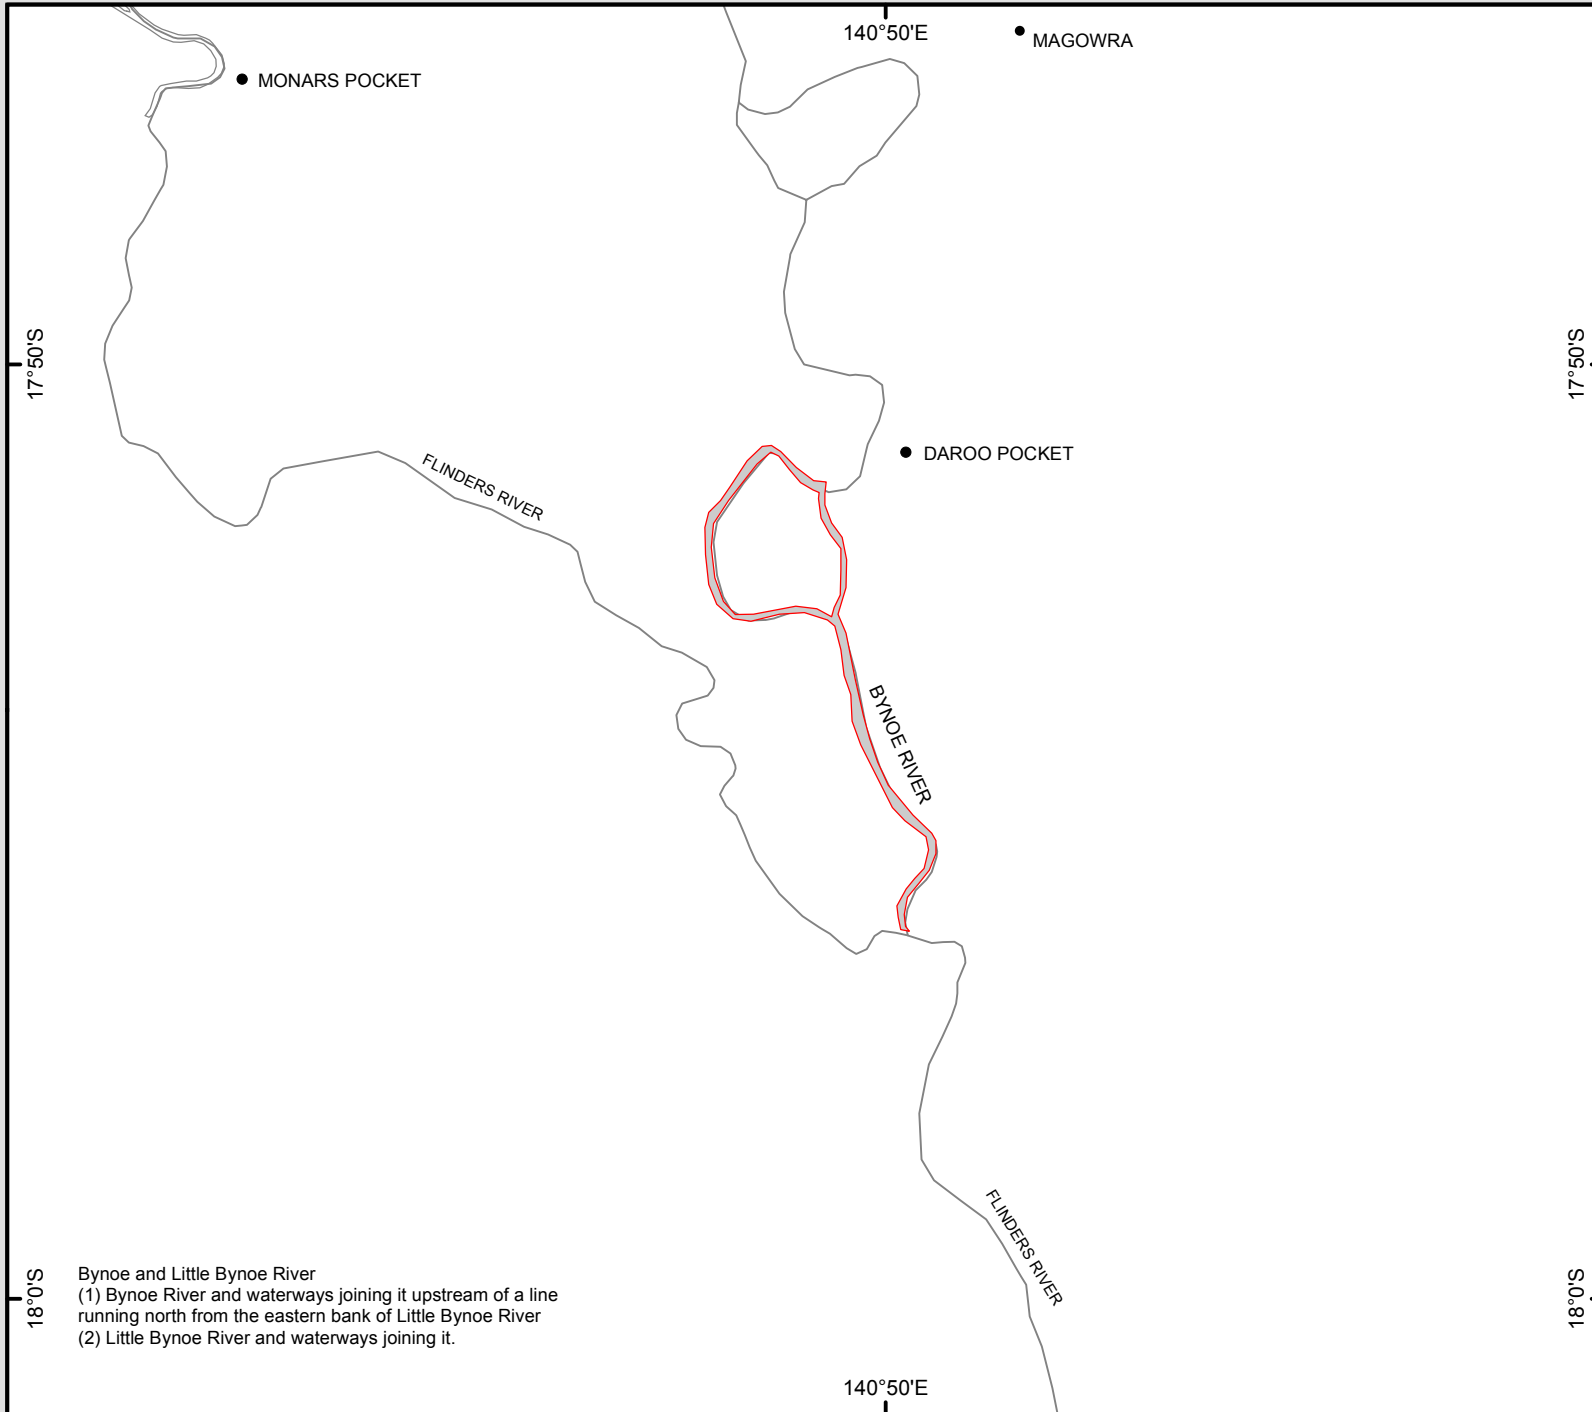 140°50'E
MAGOWRA
MONARS POCKET
17°50'S
17°50'S
DAROO POCKET
FLINDERS RIVER
BYNOE RIVER
FLINDERS RIVER
Bynoe and Little Bynoe River
(1) Bynoe River and waterways joining it upstream of a line
running north from the eastern bank of Little Bynoe River
(2) Little Bynoe River and waterways joining it.
18°0'S
18°0'S
140°50'E